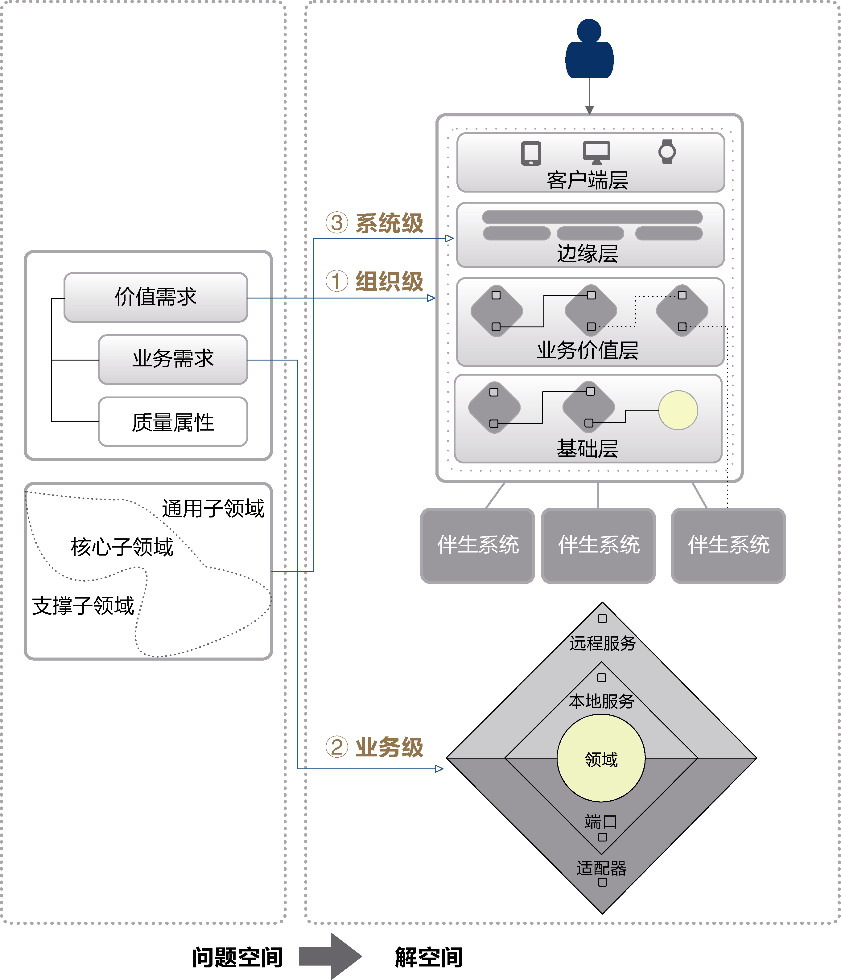 价值需求
业务需求
质量属性
通用子领域
核心子领域
支撑子领域
③ 系统级
① 组织级
② 业务级
客户端层
边缘层
业务价值层
基础层
伴生系统
伴生系统
伴生系统
远程服务
本地服务
领域
端口
适配器
问题空间
解空间